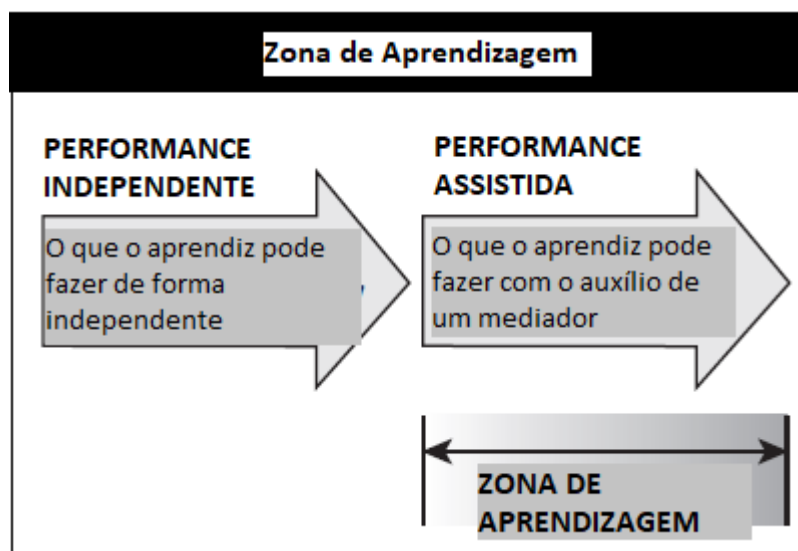 Zona de Aprendizagem
PERFORMANCE
INDEPENDENTE
O que o aprendiz pode
fazer de forma
independente
PERFORMANCE
ASSISTIDA
O que o aprendiz pode
fazer com o auxílio de
um mediador
ZONA DE
APRENDIZAGEM